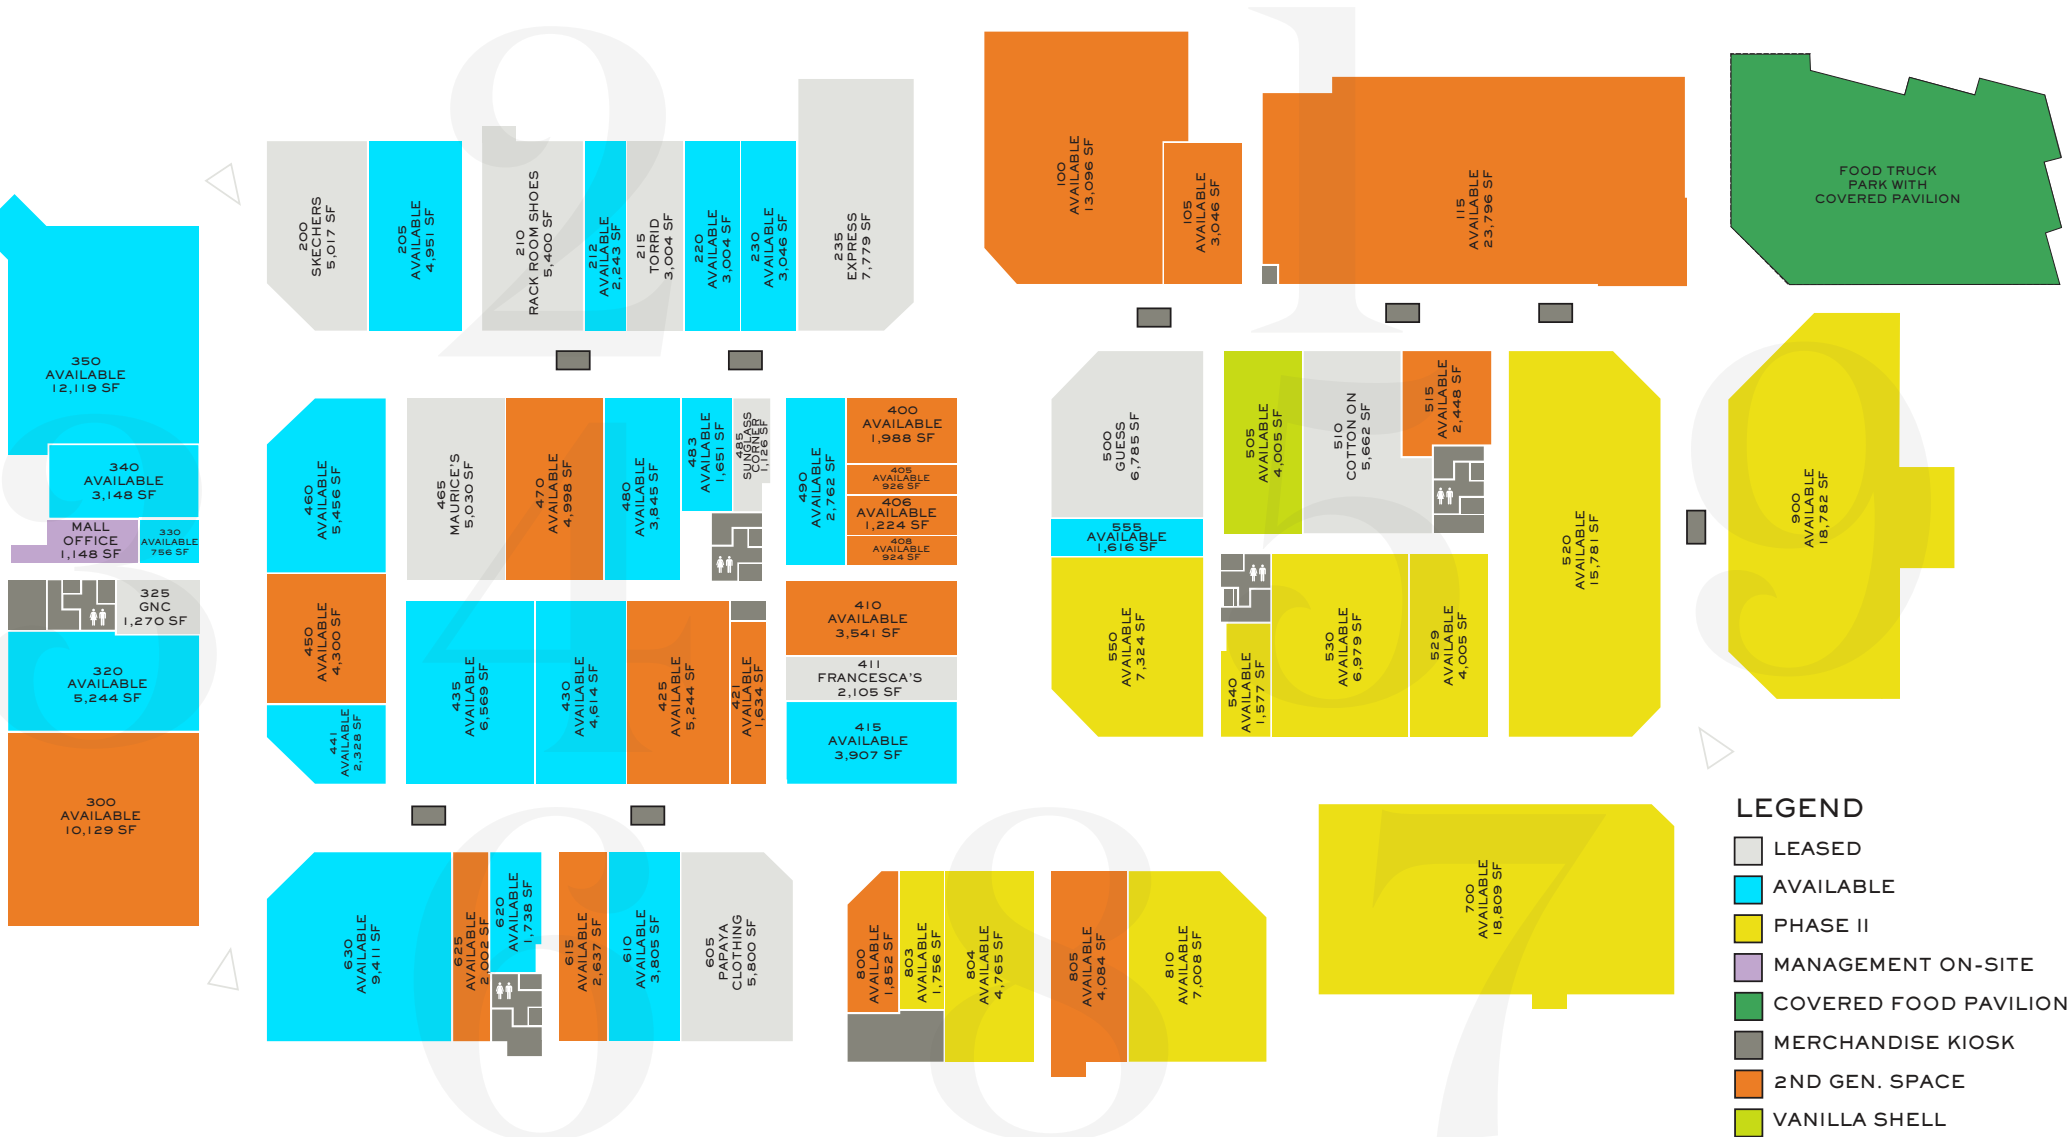 2
1
3
4
5
9
6
8
7
200
SKECHERS
5,017 SF
205
AVAILABLE
4,951 SF
210
RACK ROOM SHOES
5,400 SF
212
AVAILABLE
2,243 SF
215
TORRID
3,004 SF
220
AVAILABLE
3,004 SF
230
AVAILABLE
3,046 SF
235
EXPRESS
7,779 SF
100
AVAILABLE
13,096 SF
105
AVAILABLE
3,046 SF
115
AVAILABLE
23,796 SF
FOOD TRUCK
PARK WITH
COVERED PAVILION
350
AVAILABLE
12,119 SF
340
AVAILABLE
3,148 SF
MALL
OFFICE
1,148 SF
330
AVAILABLE
756 SF
325
GNC
1,270 SF
320
AVAILABLE
5,244 SF
300
AVAILABLE
10,129 SF
460
AVAILABLE
5,456 SF
450
AVAILABLE
4,300 SF
441
AVAILABLE
2,328 SF
465
MAURICE'S
5,030 SF
470
AVAILABLE
4,998 SF
480
AVAILABLE
3,845 SF
483
AVAILABLE
1,651 SF
485
SUNGLASS
CORNER
1,126 SF
490
AVAILABLE
2,762 SF
400
AVAILABLE
1,988 SF
405
AVAILABLE
926 SF
406
AVAILABLE
1,224 SF
408
AVAILABLE
924 SF
410
AVAILABLE
3,541 SF
411
FRANCESCA'S
2,105 SF
415
AVAILABLE
3,907 SF
435
AVAILABLE
6,569 SF
430
AVAILABLE
4,614 SF
425
AVAILABLE
5,244 SF
421
AVAILABLE
1,634 SF
500
GUESS
6,785 SF
505
AVAILABLE
4,005 SF
510
COTTON ON
5,662 SF
515
AVAILABLE
2,448 SF
520
AVAILABLE
15,781 SF
555
AVAILABLE
1,616 SF
550
AVAILABLE
7,324 SF
540
AVAILABLE
1,577 SF
530
AVAILABLE
6,979 SF
529
AVAILABLE
4,005 SF
900
AVAILABLE
18,782 SF
630
AVAILABLE
9,411 SF
625
AVAILABLE
2,002 SF
620
AVAILABLE
1,738 SF
615
AVAILABLE
2,637 SF
610
AVAILABLE
3,805 SF
605
PAPAYA
CLOTHING
5,800 SF
800
AVAILABLE
1,852 SF
803
AVAILABLE
1,756 SF
804
AVAILABLE
4,765 SF
805
AVAILABLE
4,084 SF
810
AVAILABLE
7,008 SF
700
AVAILABLE
18,809 SF
LEGEND
LEASED
AVAILABLE
PHASE II
MANAGEMENT ON-SITE
COVERED FOOD PAVILION
MERCHANDISE KIOSK
2ND GEN. SPACE
VANILLA SHELL